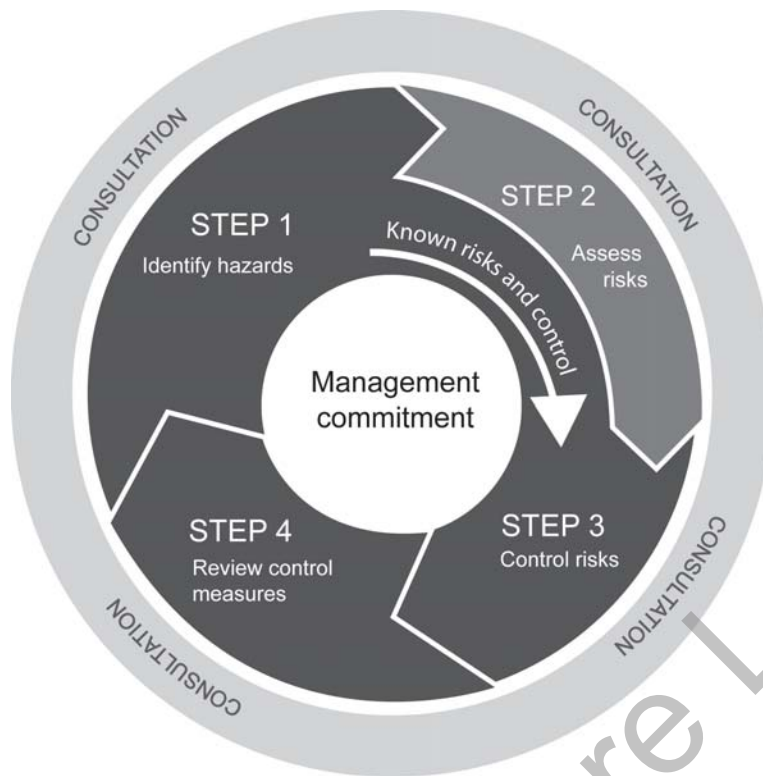 CONSULTATION
CONSULTATION
STEP 1
Identify hazards
STEP 2
Assess
risks
Known risks and control
Management
commitment
STEP 4
Review control
measures
STEP 3
Control risks
CONSULTATION
CONSULTATION